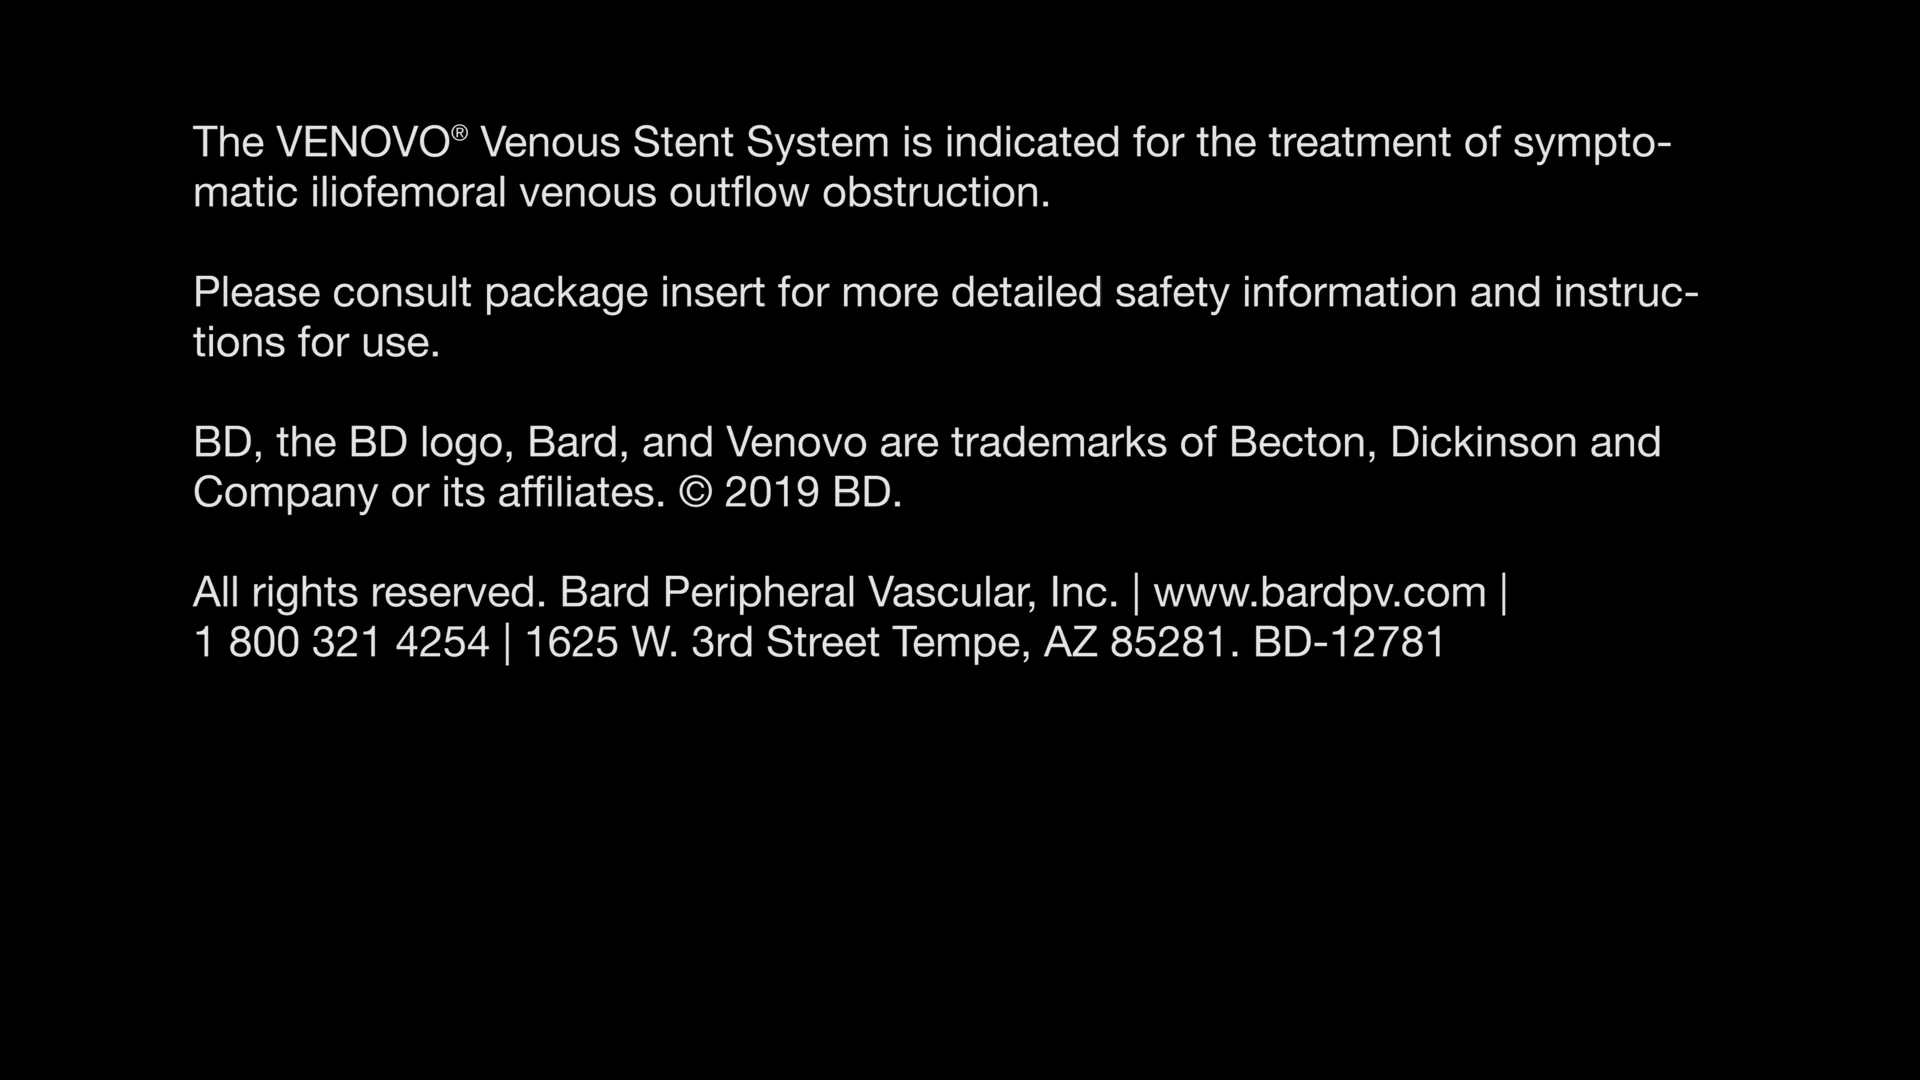 The VENOVO® Venous Stent System is indicated for the treatment of sympto-
matic iliofemoral venous outflow obstruction.
Please consult package insert for more detailed safety information and instruc-
tions for use.
BD, the BD logo, Bard, and Venovo are trademarks of Becton, Dickinson and
Company or its affiliates. © 2019 BD.
All rights reserved. Bard Peripheral Vascular, Inc. | www.bardpv.com |
1 800 321 4254 | 1625 W. 3rd Street Tempe, AZ 85281. BD-12781